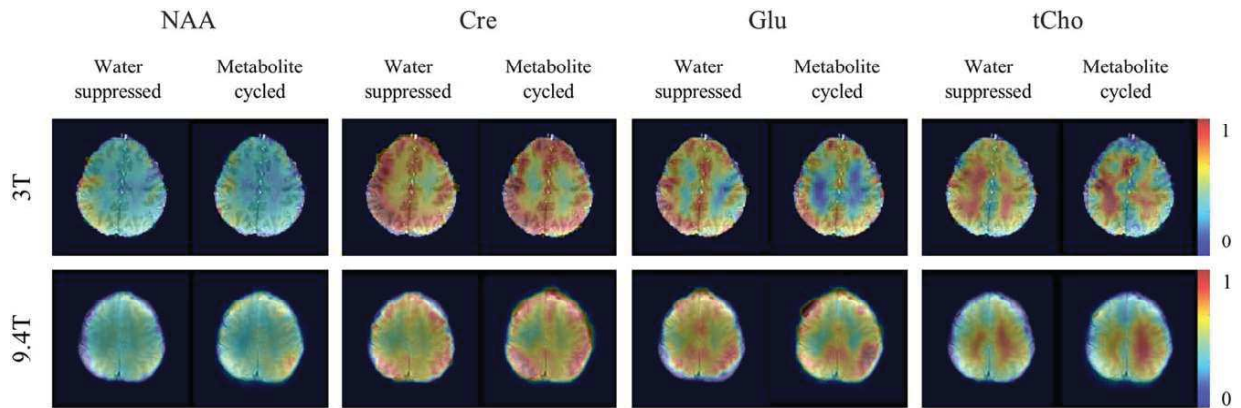 NAA Cre Glu tCho
Water suppressed Metabolite cycled Water suppressed Metabolite cycled Water suppressed Metabolite cycled Water suppressed Metabolite cycled
3T
1
0
9.4T
1
0